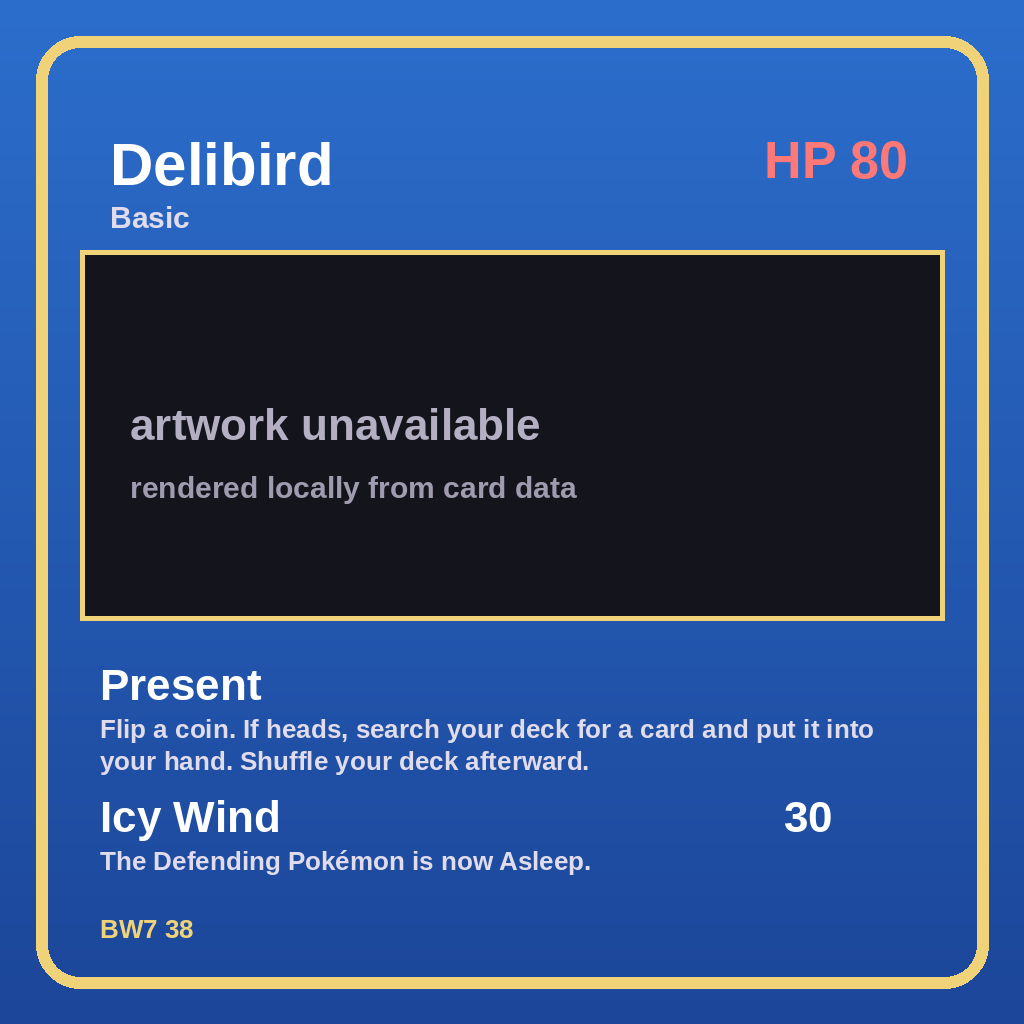 Delibird
HP 80
Basic
artwork unavailable
rendered locally from card data
Present
Flip a coin. If heads, search your deck for a card and put it into
your hand. Shuffle your deck afterward.
Icy Wind 30
The Defending Pokémon is now Asleep.
BW7 38